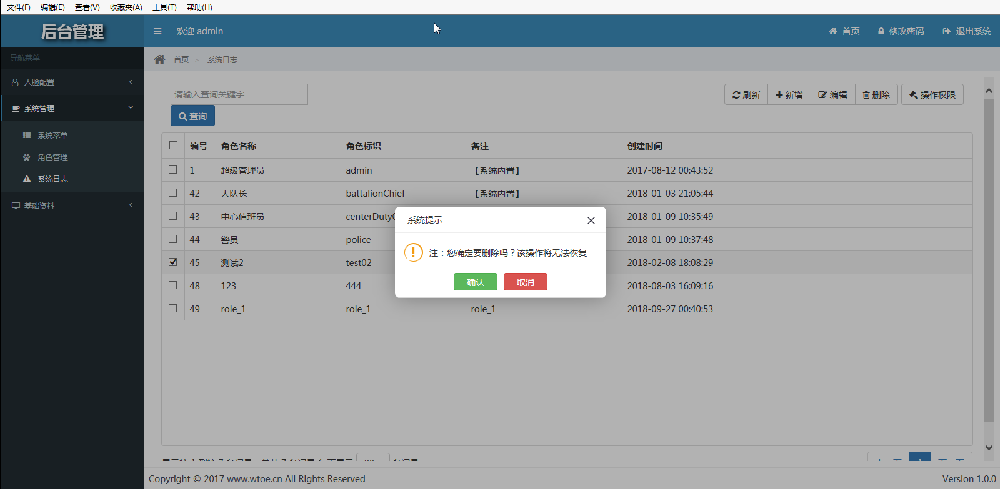 文件(F) 编辑(E) 查看(V) 收藏夹(A) 工具(T) 帮助(H)
后台管理 欢迎 admin 首页 修改密码 退出系统
导航菜单
人脸配置
系统管理
系统菜单
角色管理
系统日志
基础资料
首页 > 系统日志
请输入查询关键字
刷新 新增 编辑 删除 操作权限
查询
编号 角色名称 角色标识 备注 创建时间
1 超级管理员 admin 【系统内置】 2017-08-12 00:43:52
42 大队长 battalionChief 【系统内置】 2018-01-03 21:05:44
43 中心值班员 centerDuty 2018-01-09 10:35:49
44 警员 police 2018-01-09 10:37:48
45 测试2 test02 2018-02-08 18:08:29
48 123 444 2018-08-03 16:09:16
49 role_1 role_1 role_1 2018-09-27 00:40:53
系统提示
注：您确定要删除吗？该操作将无法恢复
确认 取消
Copyright © 2017 www.wtoe.cn All Rights Reserved
Version 1.0.0